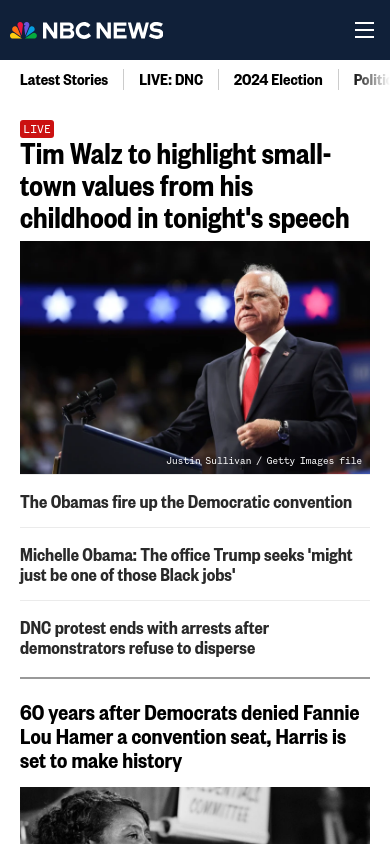 NBC NEWS
Latest Stories
LIVE: DNC
2024 Election
LIVE
Tim Walz to highlight small-
town values from his
childhood in tonight's speech
Justin Sullivan / Getty Images file
The Obamas fire up the Democratic convention
Michelle Obama: The office Trump seeks 'might
just be one of those Black jobs'
DNC protest ends with arrests after
demonstrators refuse to disperse
60 years after Democrats denied Fannie
Lou Hamer a convention seat, Harris is
set to make history
COMMITTEE